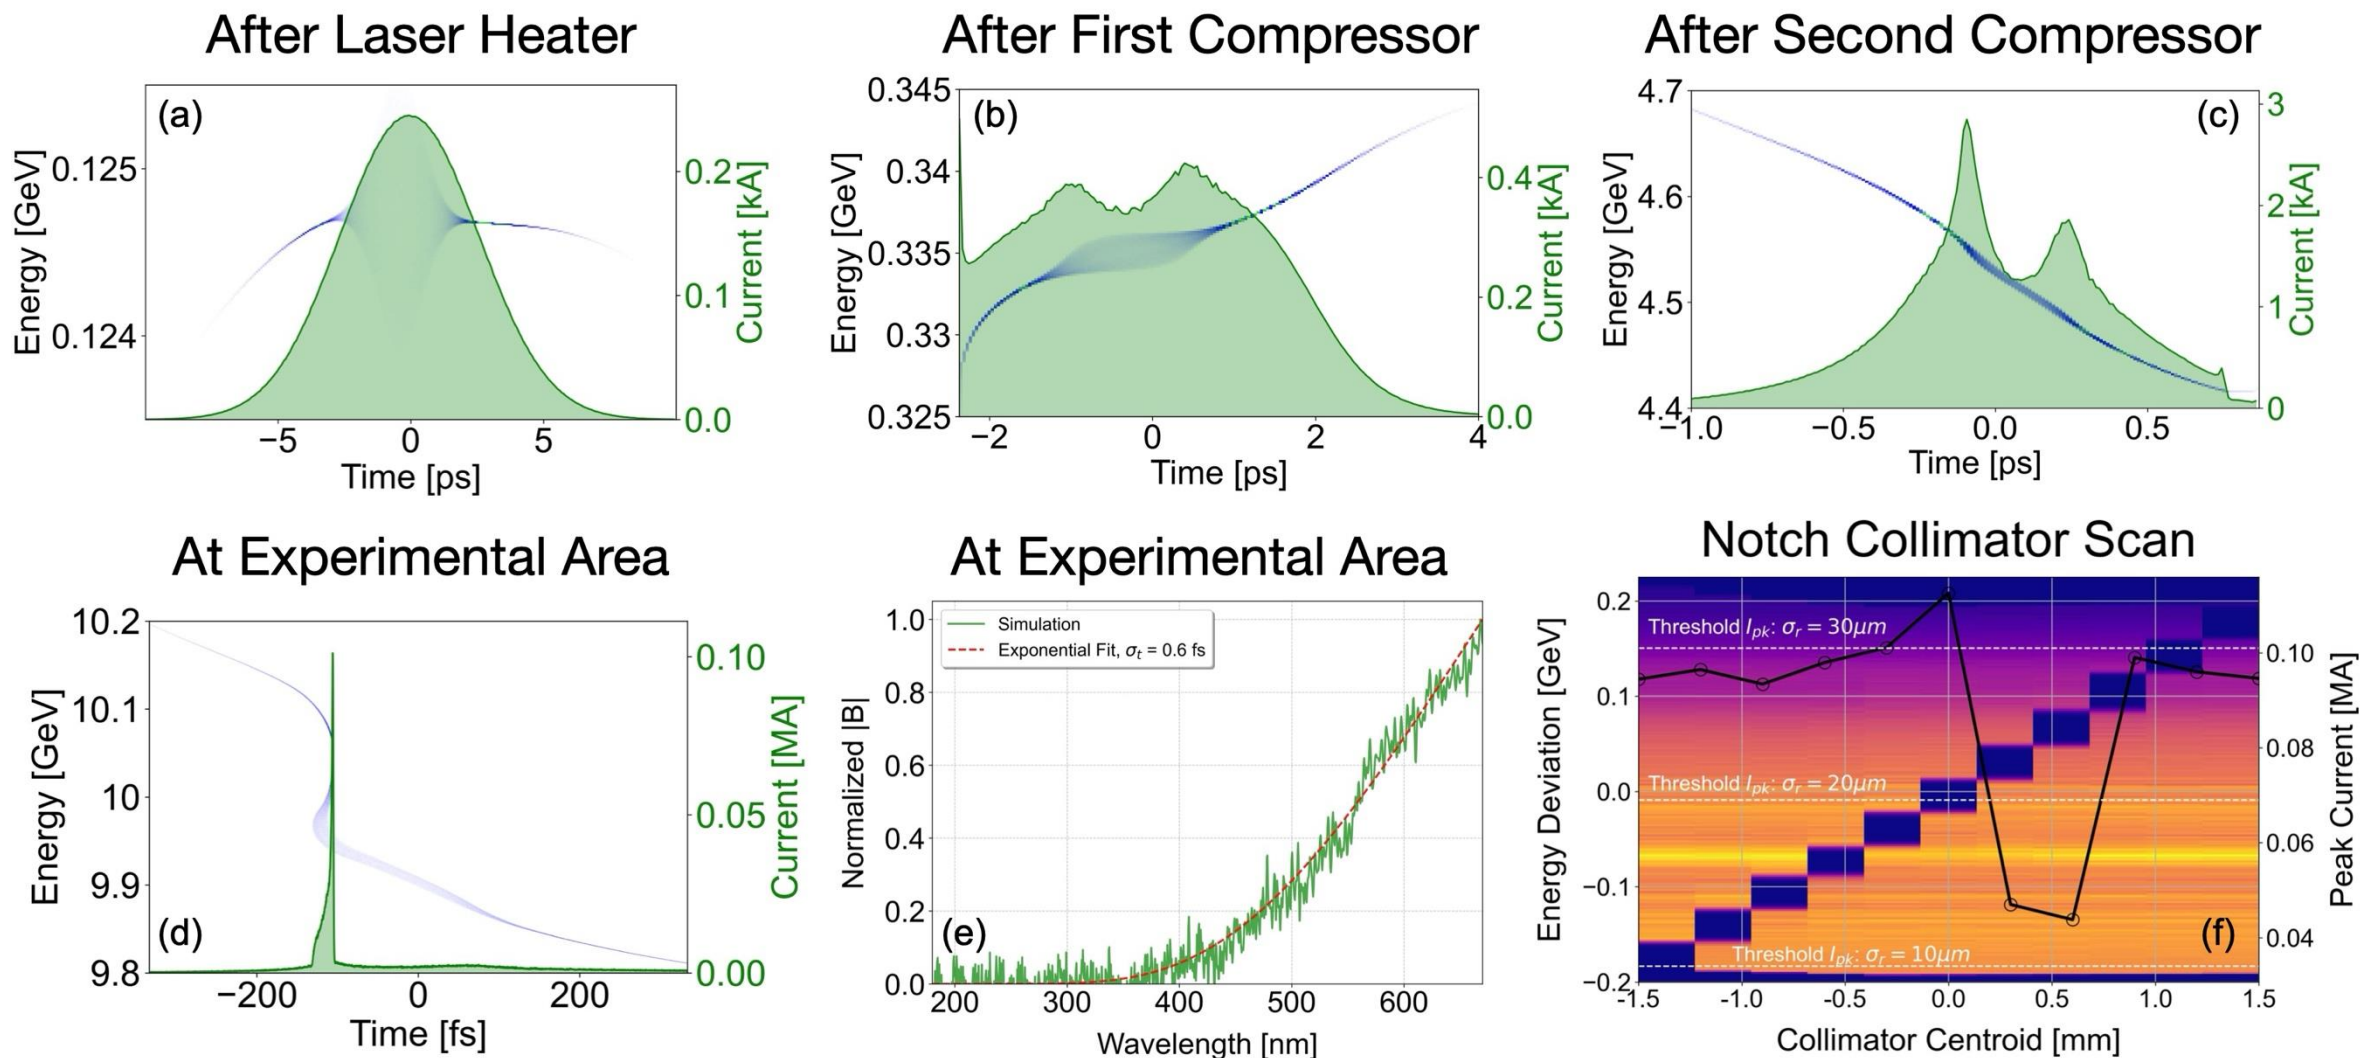 After Laser Heater
(a)
Energy [GeV]
0.125
0.124
0.2
0.1
0.0
Current [kA]
−5 0 5
Time [ps]
After First Compressor
(b)
Energy [GeV]
0.345
0.34
0.335
0.33
0.325
0.4
0.2
0.0
Current [kA]
−2 0 2 4
Time [ps]
After Second Compressor
(c)
Energy [GeV]
4.7
4.6
4.5
4.4
3
2
1
0
Current [kA]
−1.0 −0.5 0.0 0.5
Time [ps]
At Experimental Area
(d)
Energy [GeV]
10.2
10.1
10
9.9
9.8
0.10
0.05
0.00
Current [MA]
−200 0 200
Time [fs]
At Experimental Area
Simulation
Exponential Fit, σt = 0.6 fs
(e)
Normalized |B|
1.0
0.8
0.6
0.4
0.2
0.0
200 300 400 500 600
Wavelength [nm]
Notch Collimator Scan
Threshold Ipk: σr = 30μm
Threshold Ipk: σr = 20μm
Threshold Ipk: σr = 10μm
(f)
Energy Deviation [GeV]
0.2
0.1
0.0
−0.1
−0.2
0.10
0.08
0.06
0.04
Peak Current [MA]
-1.5 -1.0 -0.5 0.0 0.5 1.0 1.5
Collimator Centroid [mm]